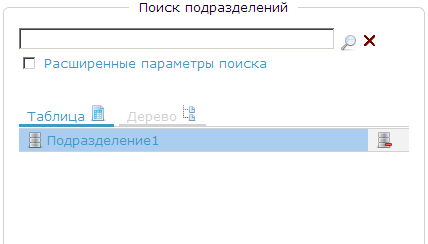 Поиск подразделений
Расширенные параметры поиска
Таблица Дерево
Подразделение1